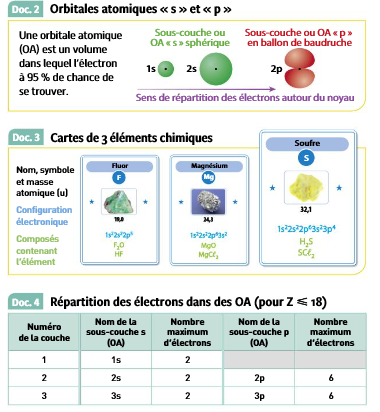 Doc. 2 Orbitales atomiques « s » et « p »
Une orbitale atomique
(OA) est un volume
dans lequel l'électron
à 95 % de chance de
se trouver.
Sous-couche ou
OA « s » sphérique
Sous-couche ou OA « p »
en ballon de baudruche
1s
2s
2p
Sens de répartition des électrons autour du noyau
Doc. 3 Cartes de 3 éléments chimiques
Nom, symbole
et masse
atomique (u)
Configuration
électronique
Composés
contenant
l'élément
Fluor
F
19,0
1s²2s²2p⁵
F₂O
HF
Magnésium
Mg
24,3
1s²2s²2p⁶3s²
MgO
MgCℓ₂
Soufre
S
32,1
1s²2s²2p⁶3s²3p⁴
H₂S
SCℓ₂
Doc. 4 Répartition des électrons dans des OA (pour Z ⩽ 18)
Numéro
de la couche
Nom de la
sous-couche s
(OA)
Nombre
maximum
d'électrons
Nom de la
sous-couche p
(OA)
Nombre
maximum
d'électrons
1 1s 2
2 2s 2 2p 6
3 3s 2 3p 6